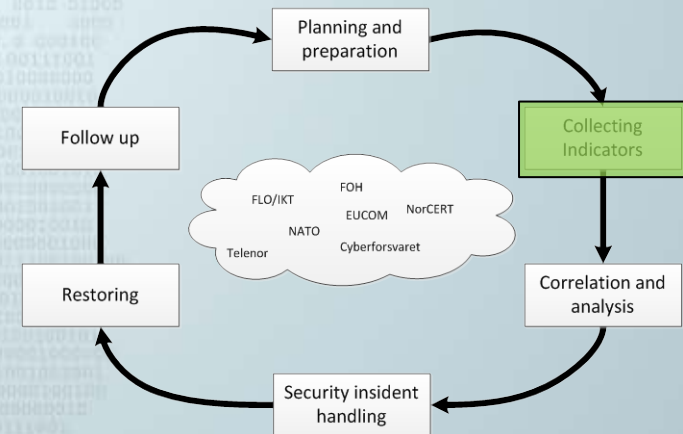 Planning and
preparation
Follow up
Collecting
Indicators
FLO/IKT
FOH
EUCOM
NorCERT
NATO
Telenor
Cyberforsvaret
Restoring
Correlation and
analysis
Security insident
handling